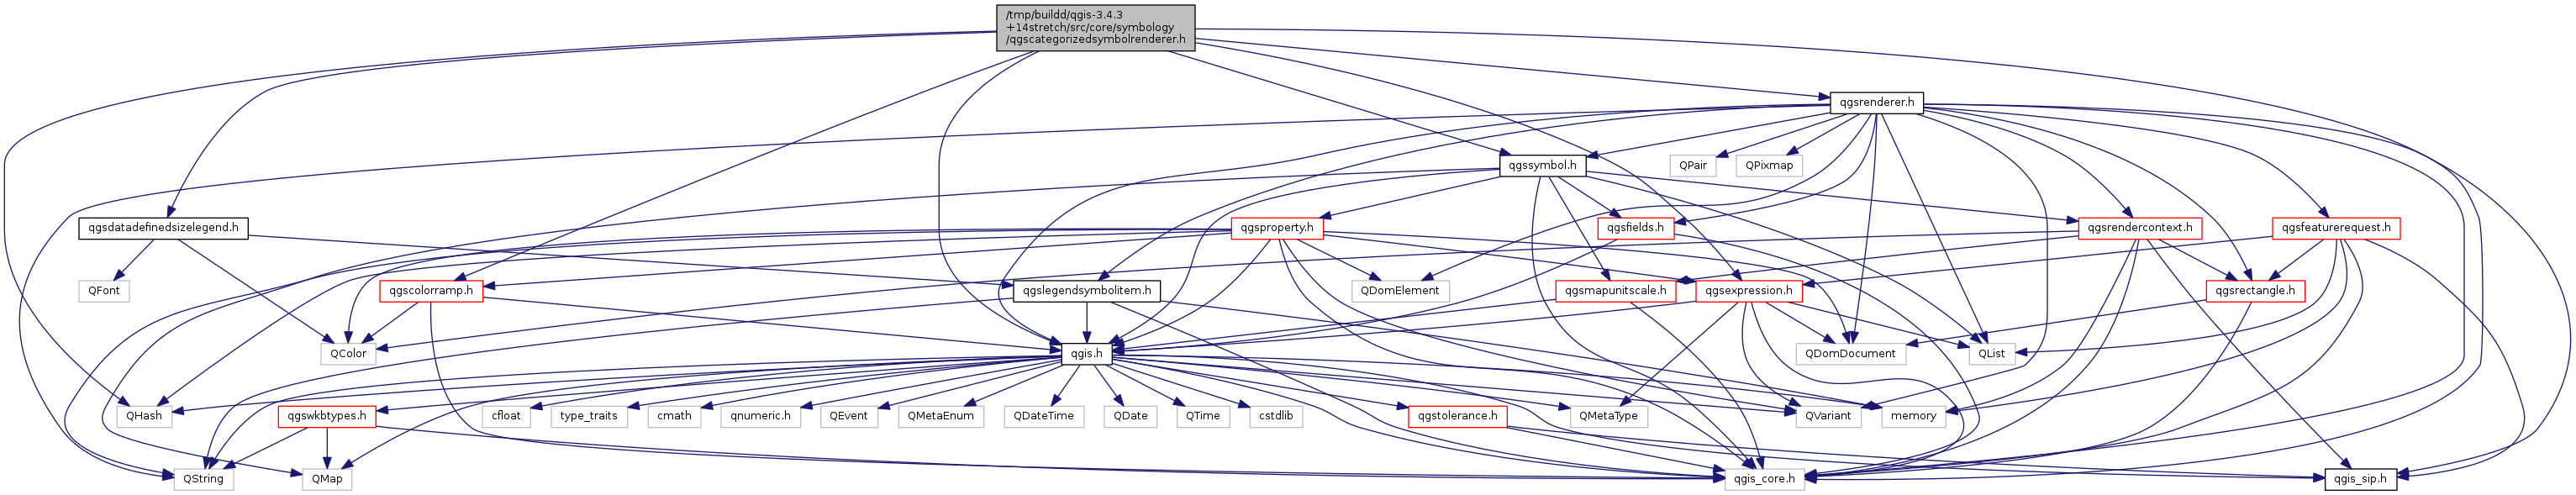 /tmp/buildd/qgis-3.4.3
+14stretch/src/core/symbology
/qgscategorizedsymbolrenderer.h
qgsrenderer.h
QPair
QPixmap
qgssymbol.h
qgsdatadefinedsizelegend.h
qgsproperty.h
qgsfields.h
qgsrendercontext.h
qgsfeaturerequest.h
QFont
qgscolorramp.h
qgslegendsymbolitem.h
QDomElement
qgsmapunitscale.h
qgsexpression.h
qgsrectangle.h
QColor
qgis.h
QDomDocument
QList
QHash
qgswkbtypes.h
cfloat
type_traits
cmath
qnumeric.h
QEvent
QMetaEnum
QDateTime
QDate
QTime
cstdlib
qgstolerance.h
QMetaType
QVariant
memory
QString
QMap
qgis_core.h
qgis_sip.h